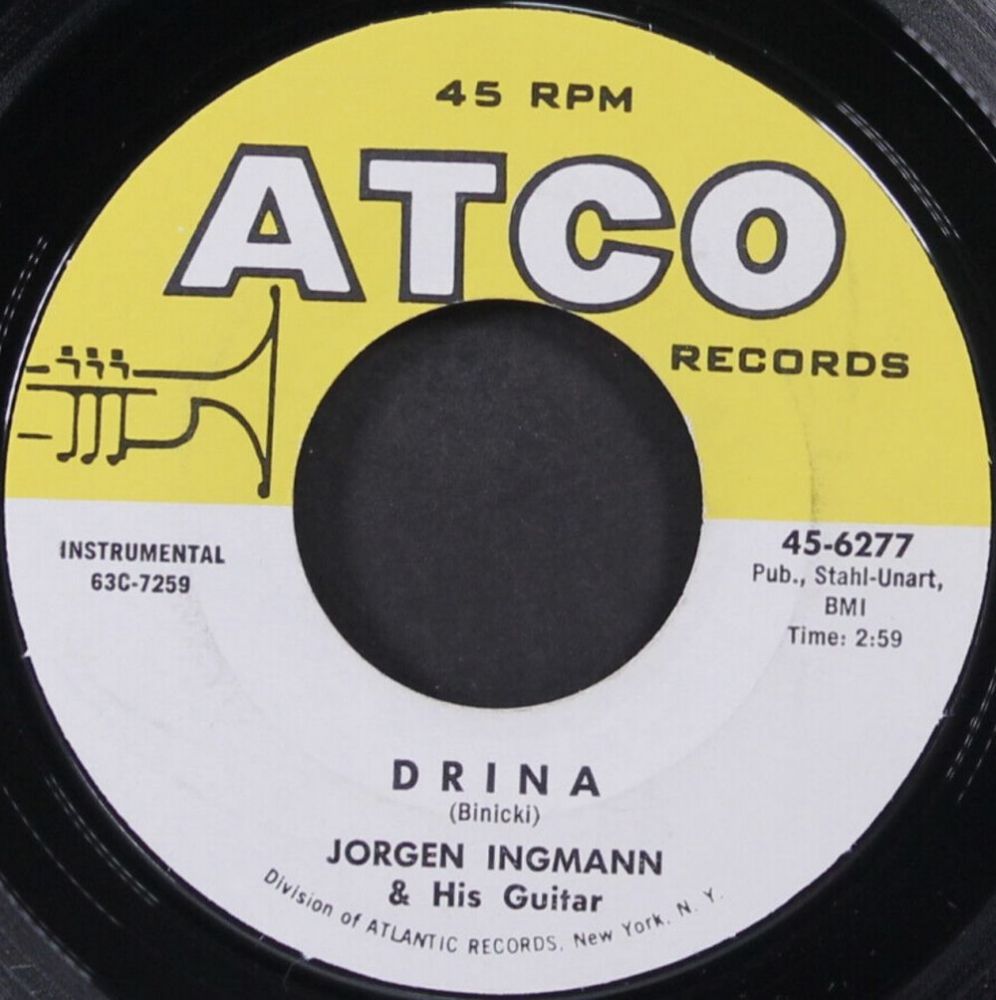 45 RPM
ATCO
RECORDS
INSTRUMENTAL
63C-7259
45-6277
Pub., Stahl-Unart,
BMI
Time: 2:59
DRINA
(Binicki)
JORGEN INGMANN
& His Guitar
Division of ATLANTIC RECORDS, New York, N. Y.